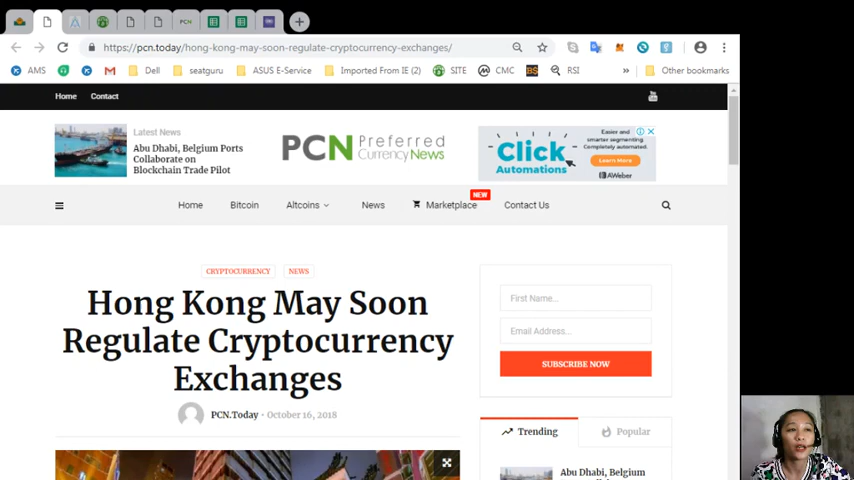 PCN
https://pcn.today/hong-kong-may-soon-regulate-cryptocurrency-exchanges/
AMS
Dell
seatguru
ASUS E-Service
Imported From IE (2)
SITE
CMC
BS
RSI
»
Other bookmarks
Home
Contact
Latest News
Abu Dhabi, Belgium Ports
Collaborate on
Blockchain Trade Pilot
PCN Preferred
Currency News
Click
Automations
Easier and
smarter segmenting
Completely automated.
Learn More
AWeber
Home
Bitcoin
Altcoins
News
Marketplace
NEW
Contact Us
CRYPTOCURRENCY
NEWS
Hong Kong May Soon
Regulate Cryptocurrency
Exchanges
PCN.Today • October 16, 2018
First Name...
Email Address...
SUBSCRIBE NOW
Trending
Popular
Abu Dhabi, Belgium